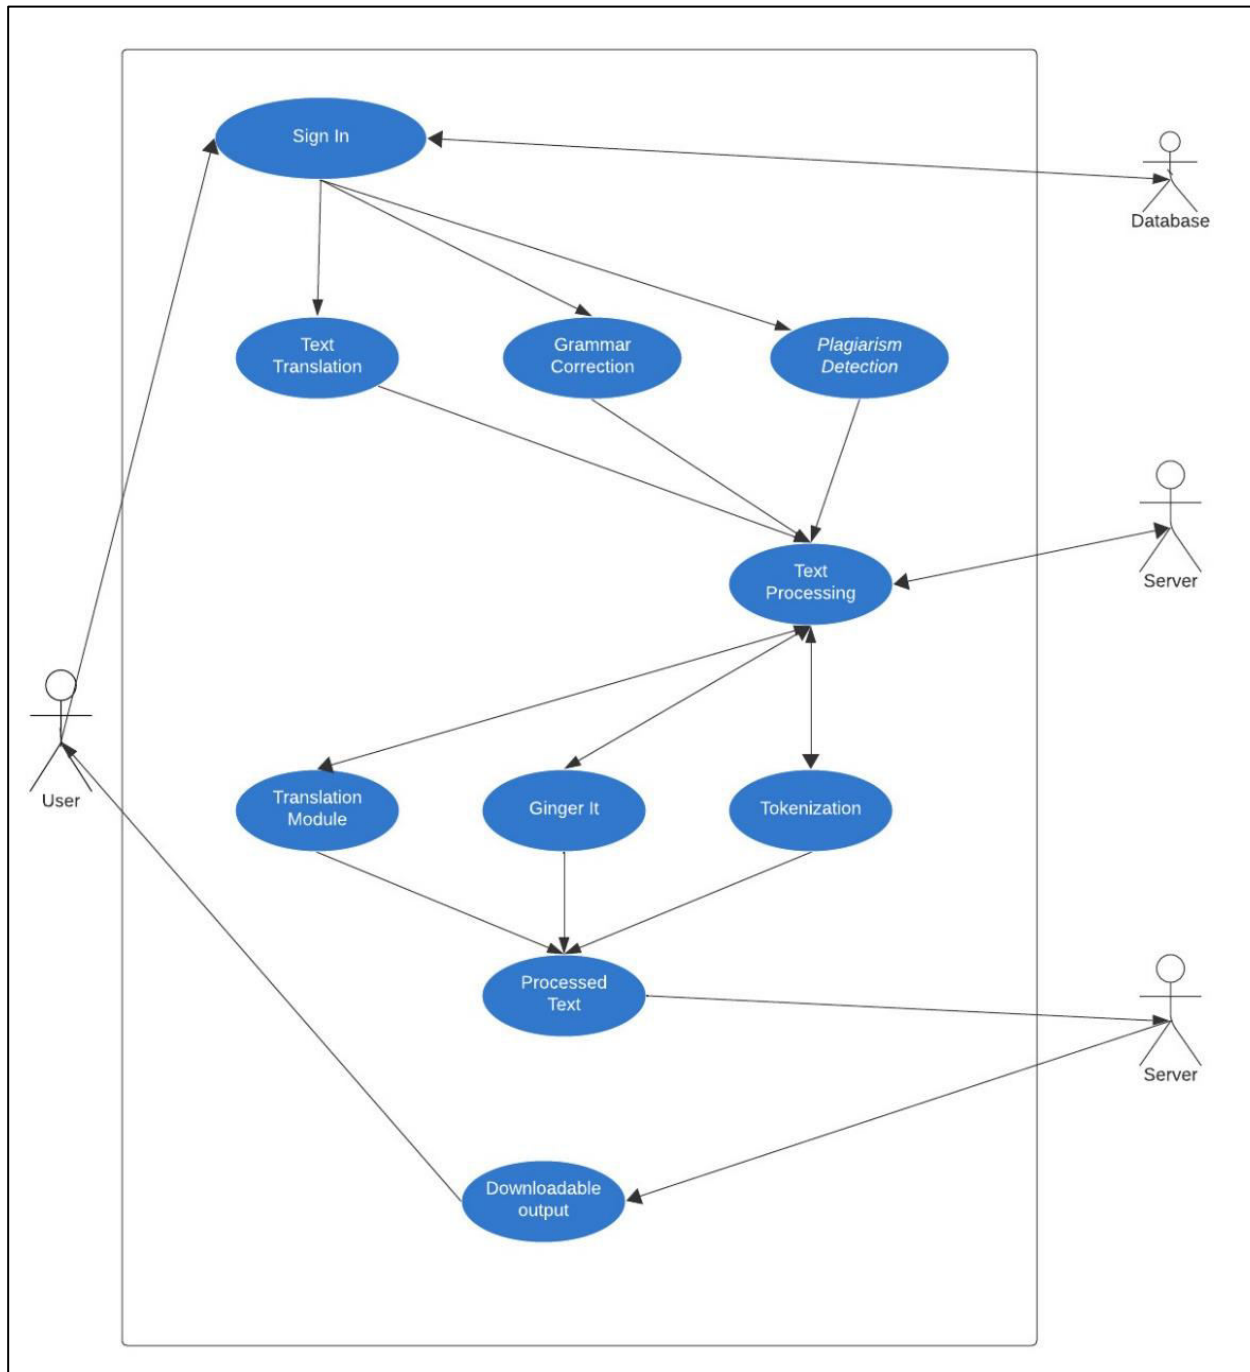 Sign In
Database
Text
Translation
Grammar
Correction
Plagiarism
Detection
Text
Processing
Server
User
Translation
Module
Ginger It
Tokenization
Processed
Text
Server
Downloadable
output